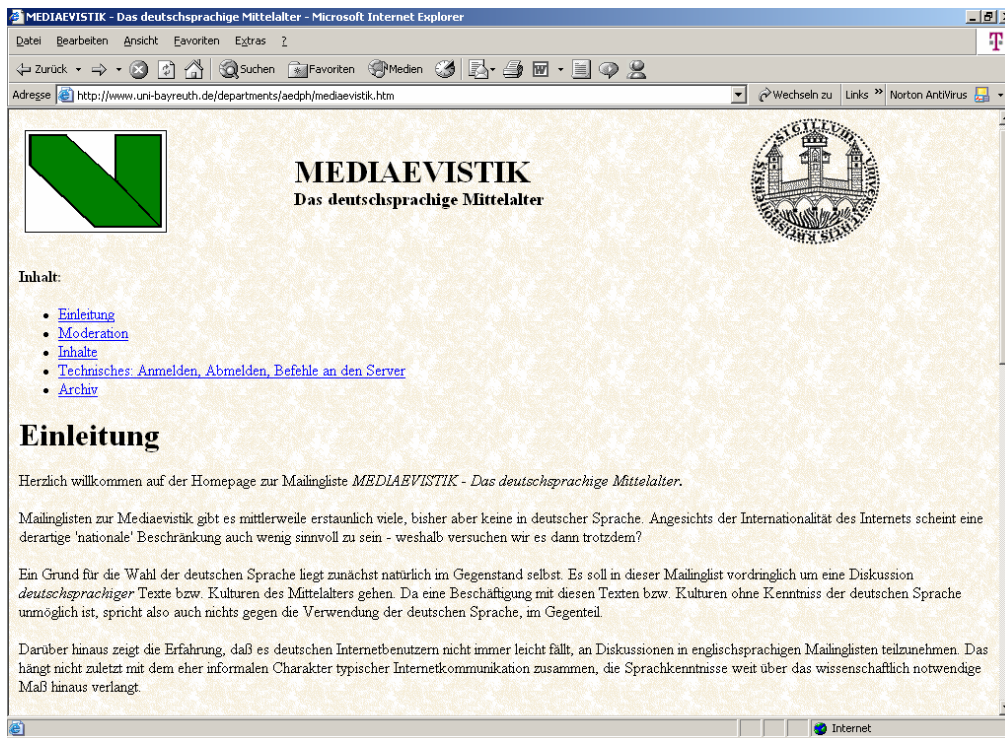 MEDIAEVISTIK - Das deutschsprachige Mittelalter - Microsoft Internet Explorer
Datei Bearbeiten Ansicht Favoriten Extras ?
Zurück Suchen Favoriten Medien
Adresse http://www.uni-bayreuth.de/departments/aedph/mediaevistik.htm Wechseln zu Links » Norton AntiVirus
MEDIAEVISTIK
Das deutschsprachige Mittelalter
SIGILLVM
Inhalt:
Einleitung
Moderation
Inhalte
Technisches: Anmelden, Abmelden, Befehle an den Server
Archiv
Einleitung
Herzlich willkommen auf der Homepage zur Mailingliste MEDIAEVISTIK - Das deutschsprachige Mittelalter.
Mailinglisten zur Mediaevistik gibt es mittlerweile erstaunlich viele, bisher aber keine in deutscher Sprache. Angesichts der Internationalität des Internets scheint eine
derartige 'nationale' Beschränkung auch wenig sinnvoll zu sein - weshalb versuchen wir es dann trotzdem?
Ein Grund für die Wahl der deutschen Sprache liegt zunächst natürlich im Gegenstand selbst. Es soll in dieser Mailinglist vordringlich um eine Diskussion
deutschsprachiger Texte bzw. Kulturen des Mittelalters gehen. Da eine Beschäftigung mit diesen Texten bzw. Kulturen ohne Kenntniss der deutschen Sprache
unmöglich ist, spricht also auch nichts gegen die Verwendung der deutschen Sprache, im Gegenteil.
Darüber hinaus zeigt die Erfahrung, daß es deutschen Internetbenutzern nicht immer leicht fällt, an Diskussionen in englischsprachigen Mailinglisten teilzunehmen. Das
hängt nicht zuletzt mit dem eher informalen Charakter typischer Internetkommunikation zusammen, die Sprachkenntnisse weit über das wissenschaftlich notwendige
Maß hinaus verlangt.
Internet